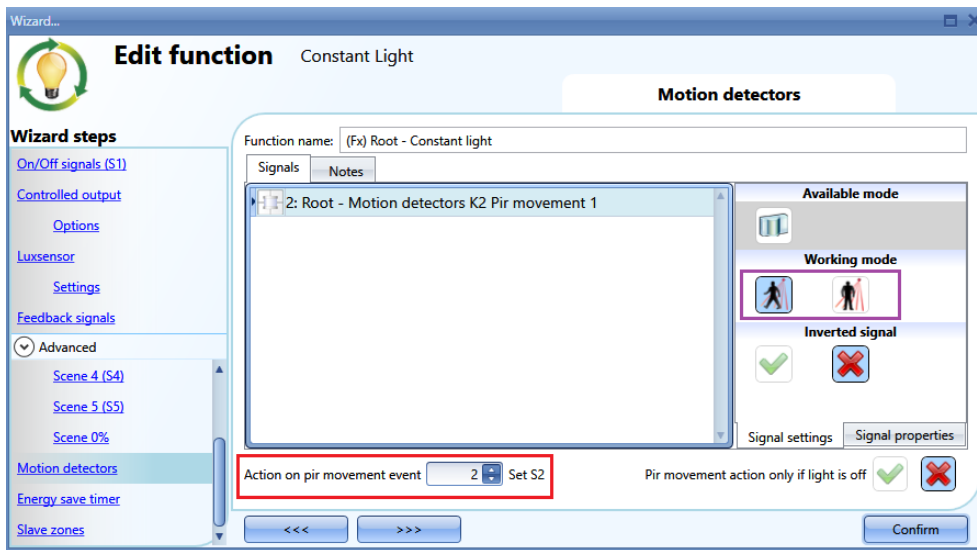 Wizard...
Edit function Constant Light
Motion detectors
Wizard steps
On/Off signals (S1)
Controlled output
Options
Luxsensor
Settings
Feedback signals
Advanced
Scene 4 (S4)
Scene 5 (S5)
Scene 0%
Motion detectors
Energy save timer
Slave zones
Function name: (Fx) Root - Constant light
Signals Notes
2: Root - Motion detectors K2 Pir movement 1
Available mode
Working mode
Inverted signal
Signal settings Signal properties
Action on pir movement event 2 Set S2
Pir movement action only if light is off
<<< >>> Confirm